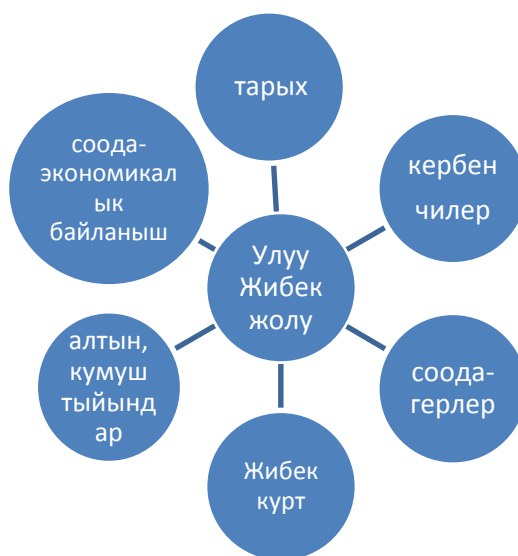 тарых
кербен
чилер
соода-
герлер
Жибек
курт
алтын,
кумуш
тыйынд
ар
соода-
экономикал
ык
байланыш
Улуу
Жибек
жолу